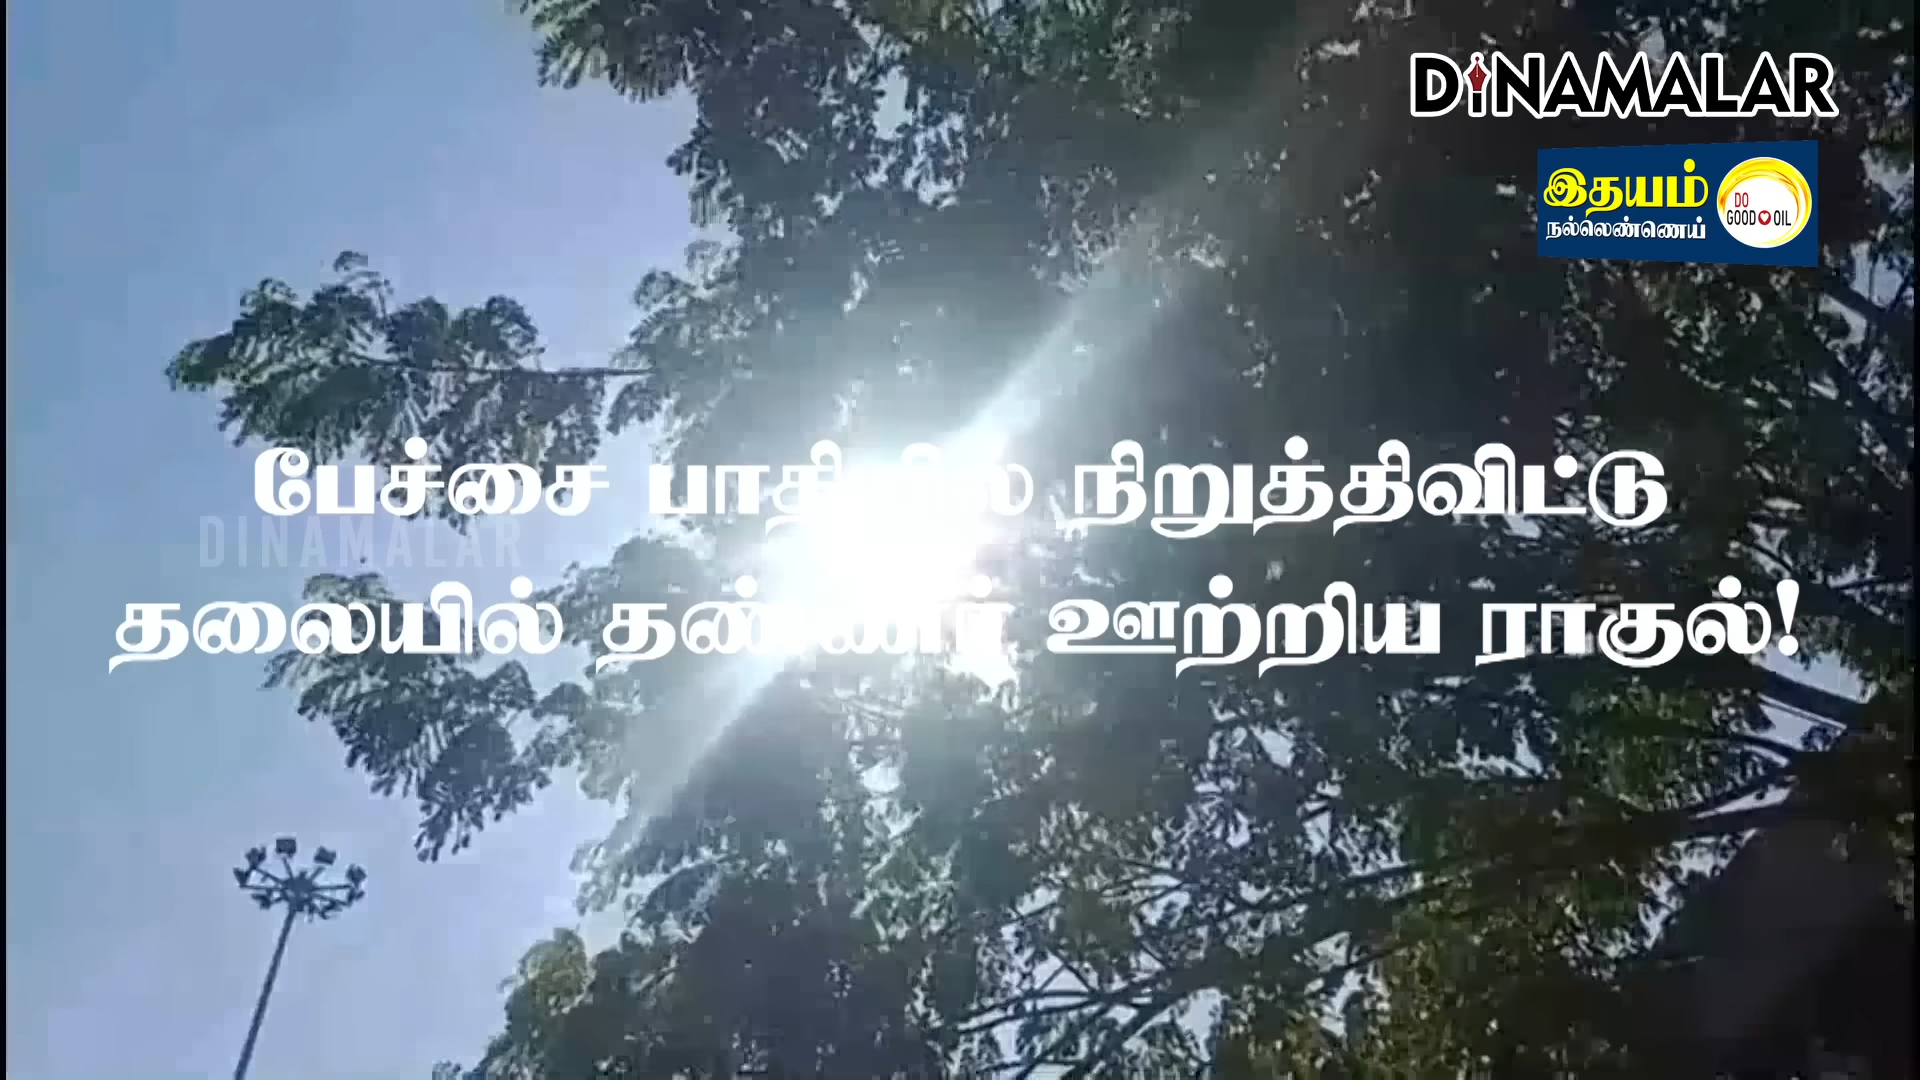 DINAMALAR
இதயம்
நல்லெண்ணெய்
DO
GOOD OIL
பேச்சை பாதியில் நிறுத்திவிட்டு
DINAMALAR
தலையில் தண்ணீர் ஊற்றிய ராகுல்!